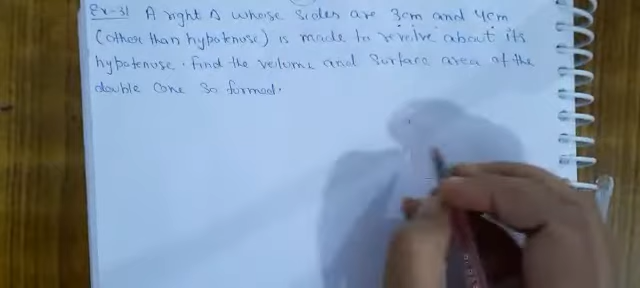 Ex-31 A right Δ whose sides are 3cm and 4cm
(other than hypotenuse) is made to revolve about its
hypotenuse. Find the volume and surface area of the
double cone so formed.